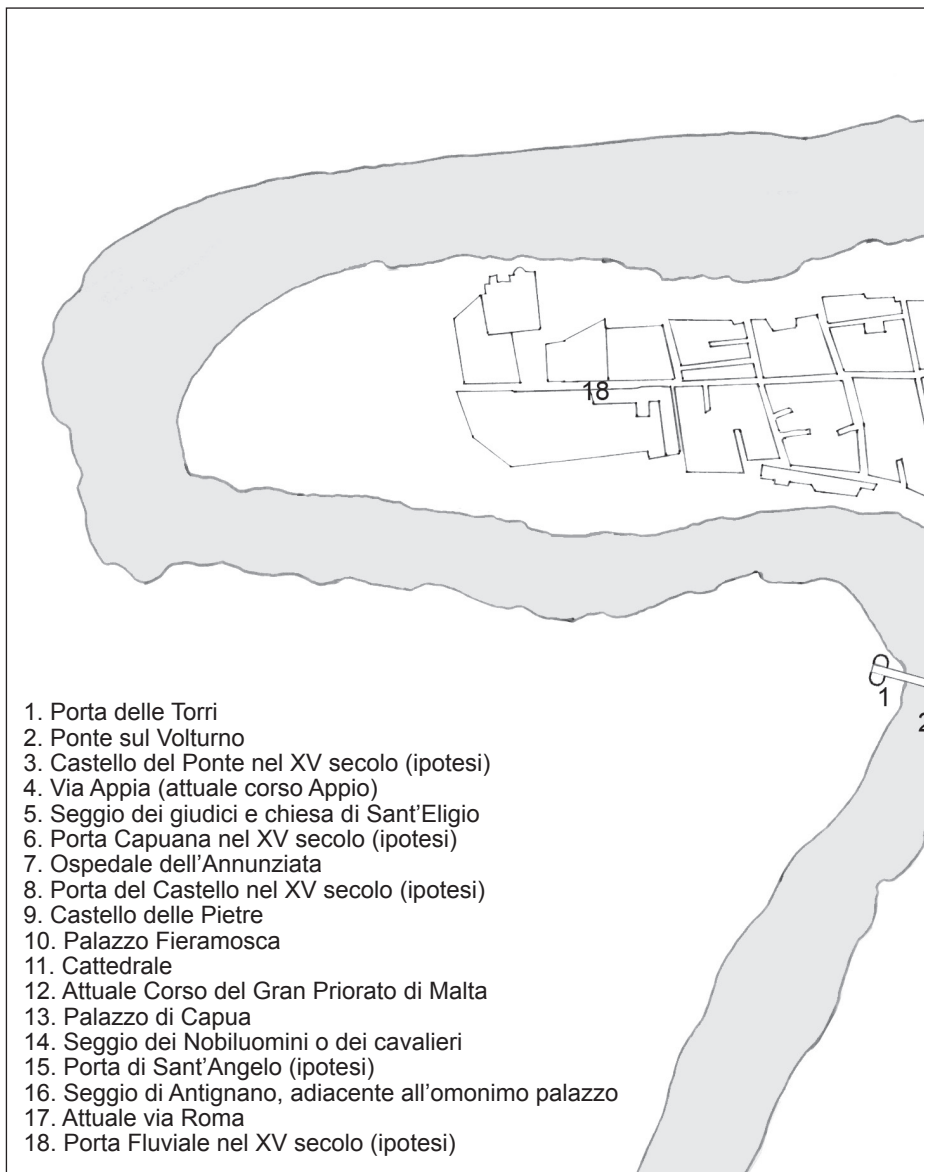 18
1
2
1. Porta delle Torri
2. Ponte sul Volturno
3. Castello del Ponte nel XV secolo (ipotesi)
4. Via Appia (attuale corso Appio)
5. Seggio dei giudici e chiesa di Sant’Eligio
6. Porta Capuana nel XV secolo (ipotesi)
7. Ospedale dell’Annunziata
8. Porta del Castello nel XV secolo (ipotesi)
9. Castello delle Pietre
10. Palazzo Fieramosca
11. Cattedrale
12. Attuale Corso del Gran Priorato di Malta
13. Palazzo di Capua
14. Seggio dei Nobiluomini o dei cavalieri
15. Porta di Sant’Angelo (ipotesi)
16. Seggio di Antignano, adiacente all’omonimo palazzo
17. Attuale via Roma
18. Porta Fluviale nel XV secolo (ipotesi)